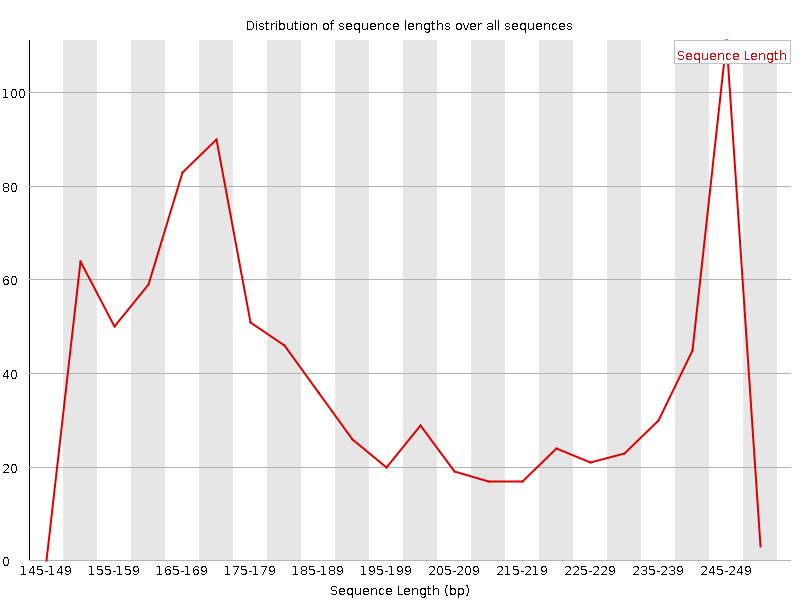 Distribution of sequence lengths over all sequences
Sequence Length
100
80
60
40
20
0
145-149 155-159 165-169 175-179 185-189 195-199 205-209 215-219 225-229 235-239 245-249
Sequence Length (bp)